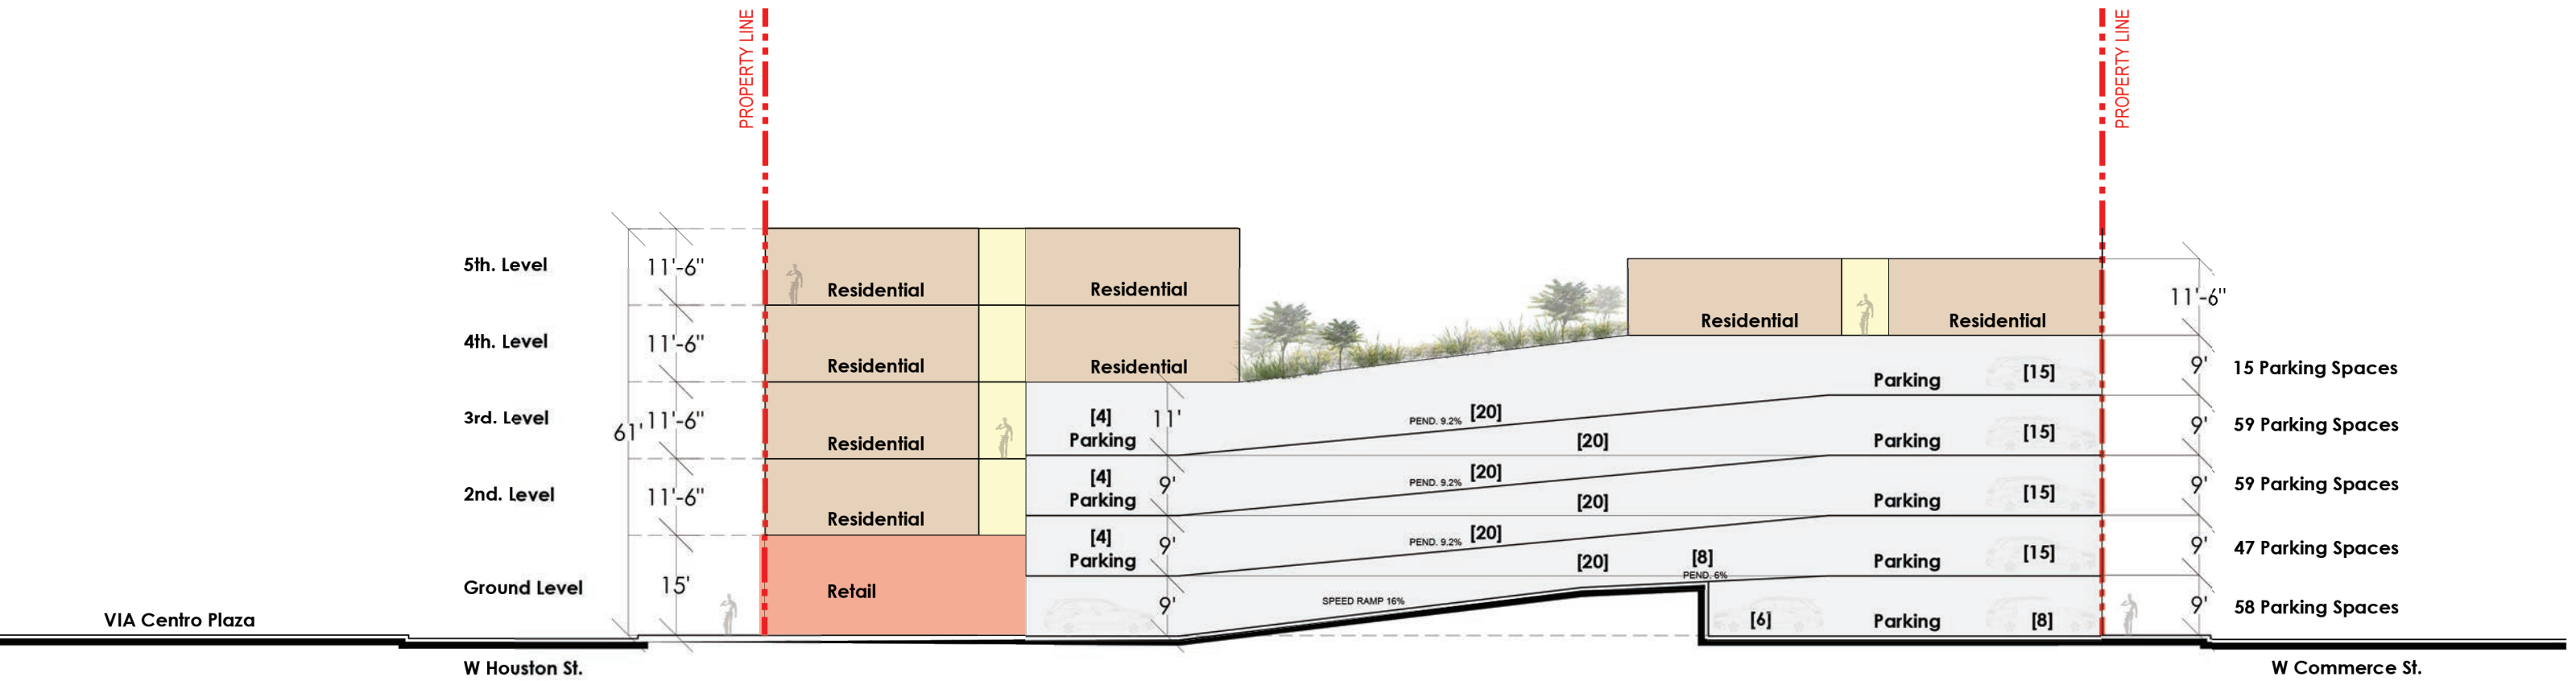 PROPERTY LINE
PROPERTY LINE
5th. Level
11'-6"
Residential
Residential
11'-6"
Residential
Residential
4th. Level
11'-6"
Residential
Residential
9'
15 Parking Spaces
Parking
[15]
3rd. Level
61'
11'-6"
Residential
[4]
Parking
11'
PEND. 9.2%
[20]
[20]
Parking
[15]
9'
59 Parking Spaces
2nd. Level
11'-6"
Residential
[4]
Parking
9'
PEND. 9.2%
[20]
[20]
Parking
[15]
9'
59 Parking Spaces
[4]
Parking
9'
PEND. 9.2%
[20]
[20]
[8]
PEND. 6%
Parking
[15]
9'
47 Parking Spaces
Ground Level
15'
Retail
9'
SPEED RAMP 16%
[6]
Parking
[8]
9'
58 Parking Spaces
VIA Centro Plaza
W Houston St.
W Commerce St.